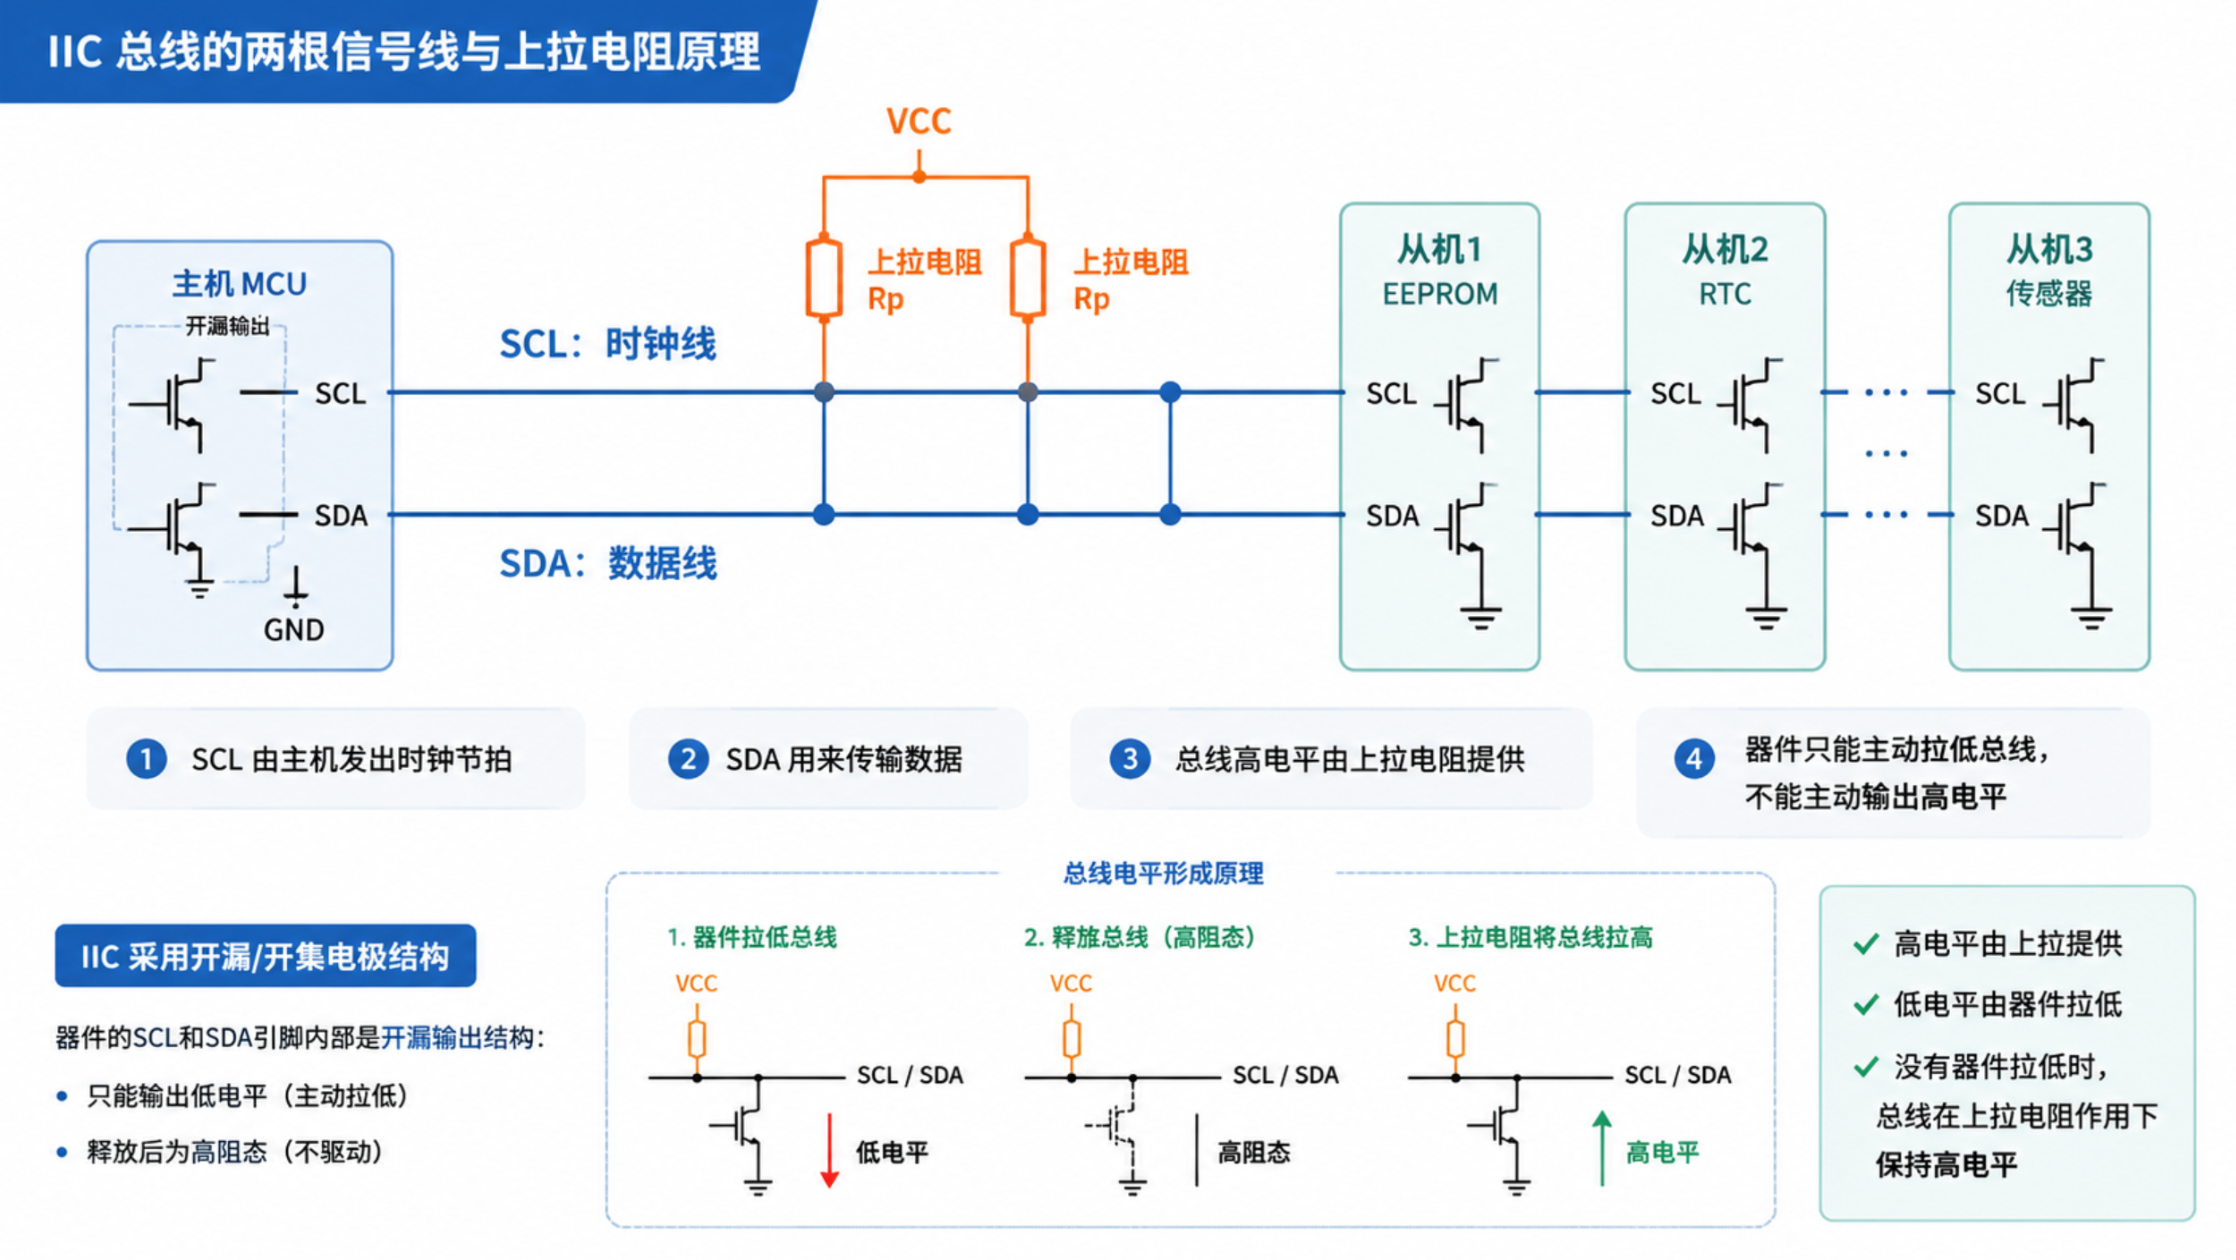 IIC 总线的两根信号线与上拉电阻原理
VCC
上拉电阻
Rp
上拉电阻
Rp
主机 MCU
开漏输出
SCL
SDA
GND
SCL：时钟线
SDA：数据线
从机1
EEPROM
SCL
SDA
从机2
RTC
SCL
SDA
···
···
···
从机3
传感器
SCL
SDA
1 SCL 由主机发出时钟节拍
2 SDA 用来传输数据
3 总线高电平由上拉电阻提供
4 器件只能主动拉低总线，
不能主动输出高电平
IIC 采用开漏/开集电极结构
器件的SCL和SDA引脚内部是开漏输出结构：
• 只能输出低电平（主动拉低）
• 释放后为高阻态（不驱动）
总线电平形成原理
1. 器件拉低总线
VCC
SCL / SDA
低电平
2. 释放总线（高阻态）
VCC
SCL / SDA
高阻态
3. 上拉电阻将总线拉高
VCC
SCL / SDA
高电平
✓ 高电平由上拉提供
✓ 低电平由器件拉低
✓ 没有器件拉低时，
总线在上拉电阻作用下
保持高电平